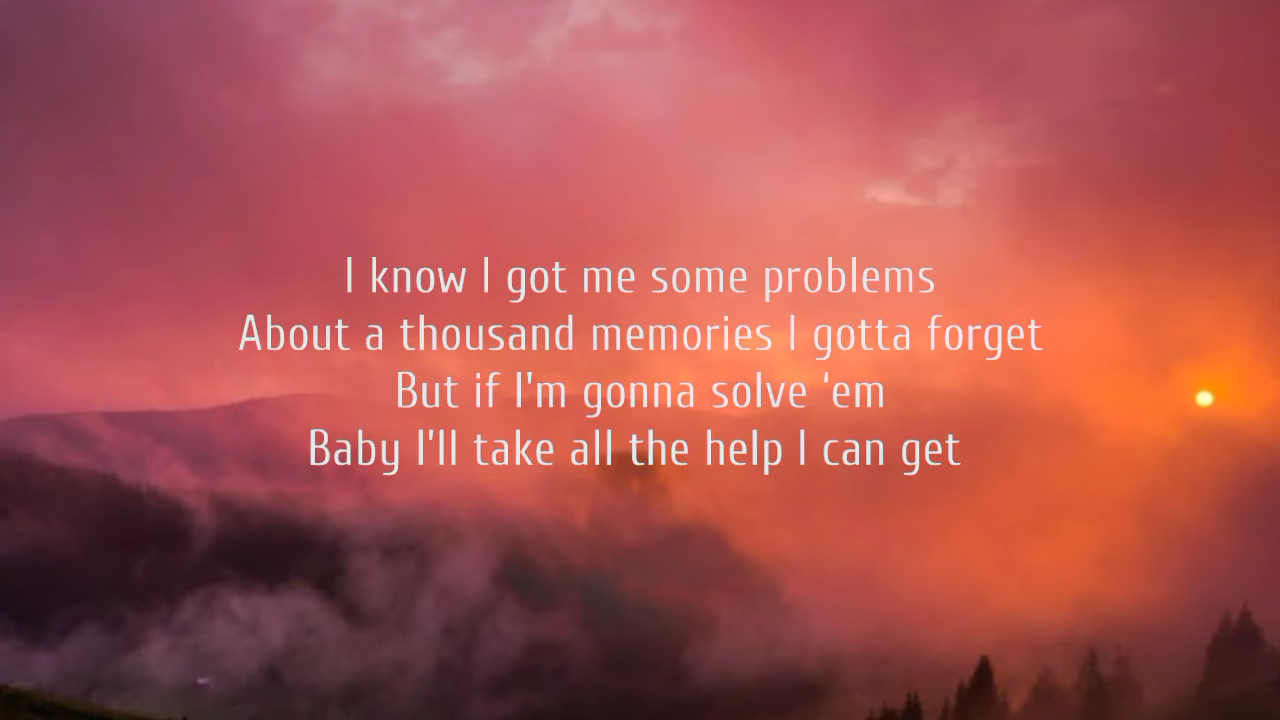 I know I got me some problems
About a thousand memories I gotta forget
But if I'm gonna solve ‘em
Baby I'll take all the help I can get